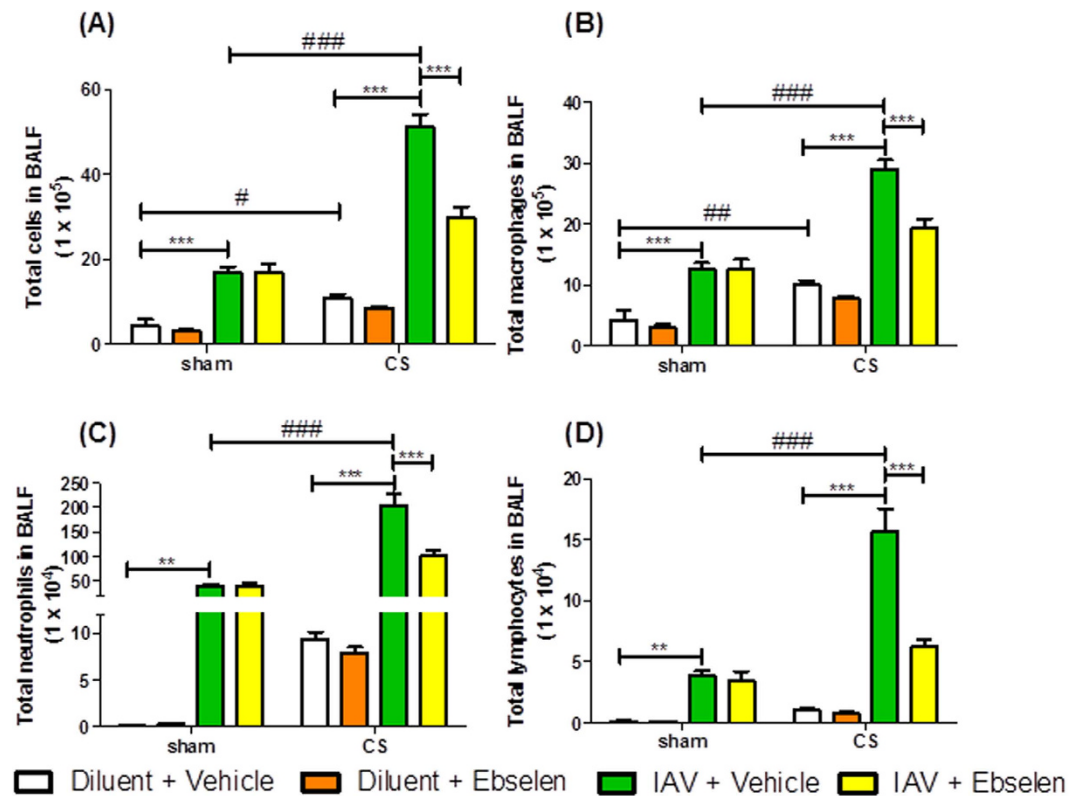 (A)
###
***
***
60
40
20
0
#
***
Total cells in BALF
(1 x 10⁵)
sham
CS
(B)
###
***
***
40
30
20
10
0
##
***
Total macrophages in BALF
(1 x 10⁵)
sham
CS
(C)
###
***
***
250
200
150
100
50
10
5
0
**
Total neutrophils in BALF
(1 x 10⁴)
sham
CS
(D)
###
***
***
20
15
10
5
0
**
Total lymphocytes in BALF
(1 x 10⁴)
sham
CS
Diluent + Vehicle Diluent + Ebselen IAV + Vehicle IAV + Ebselen